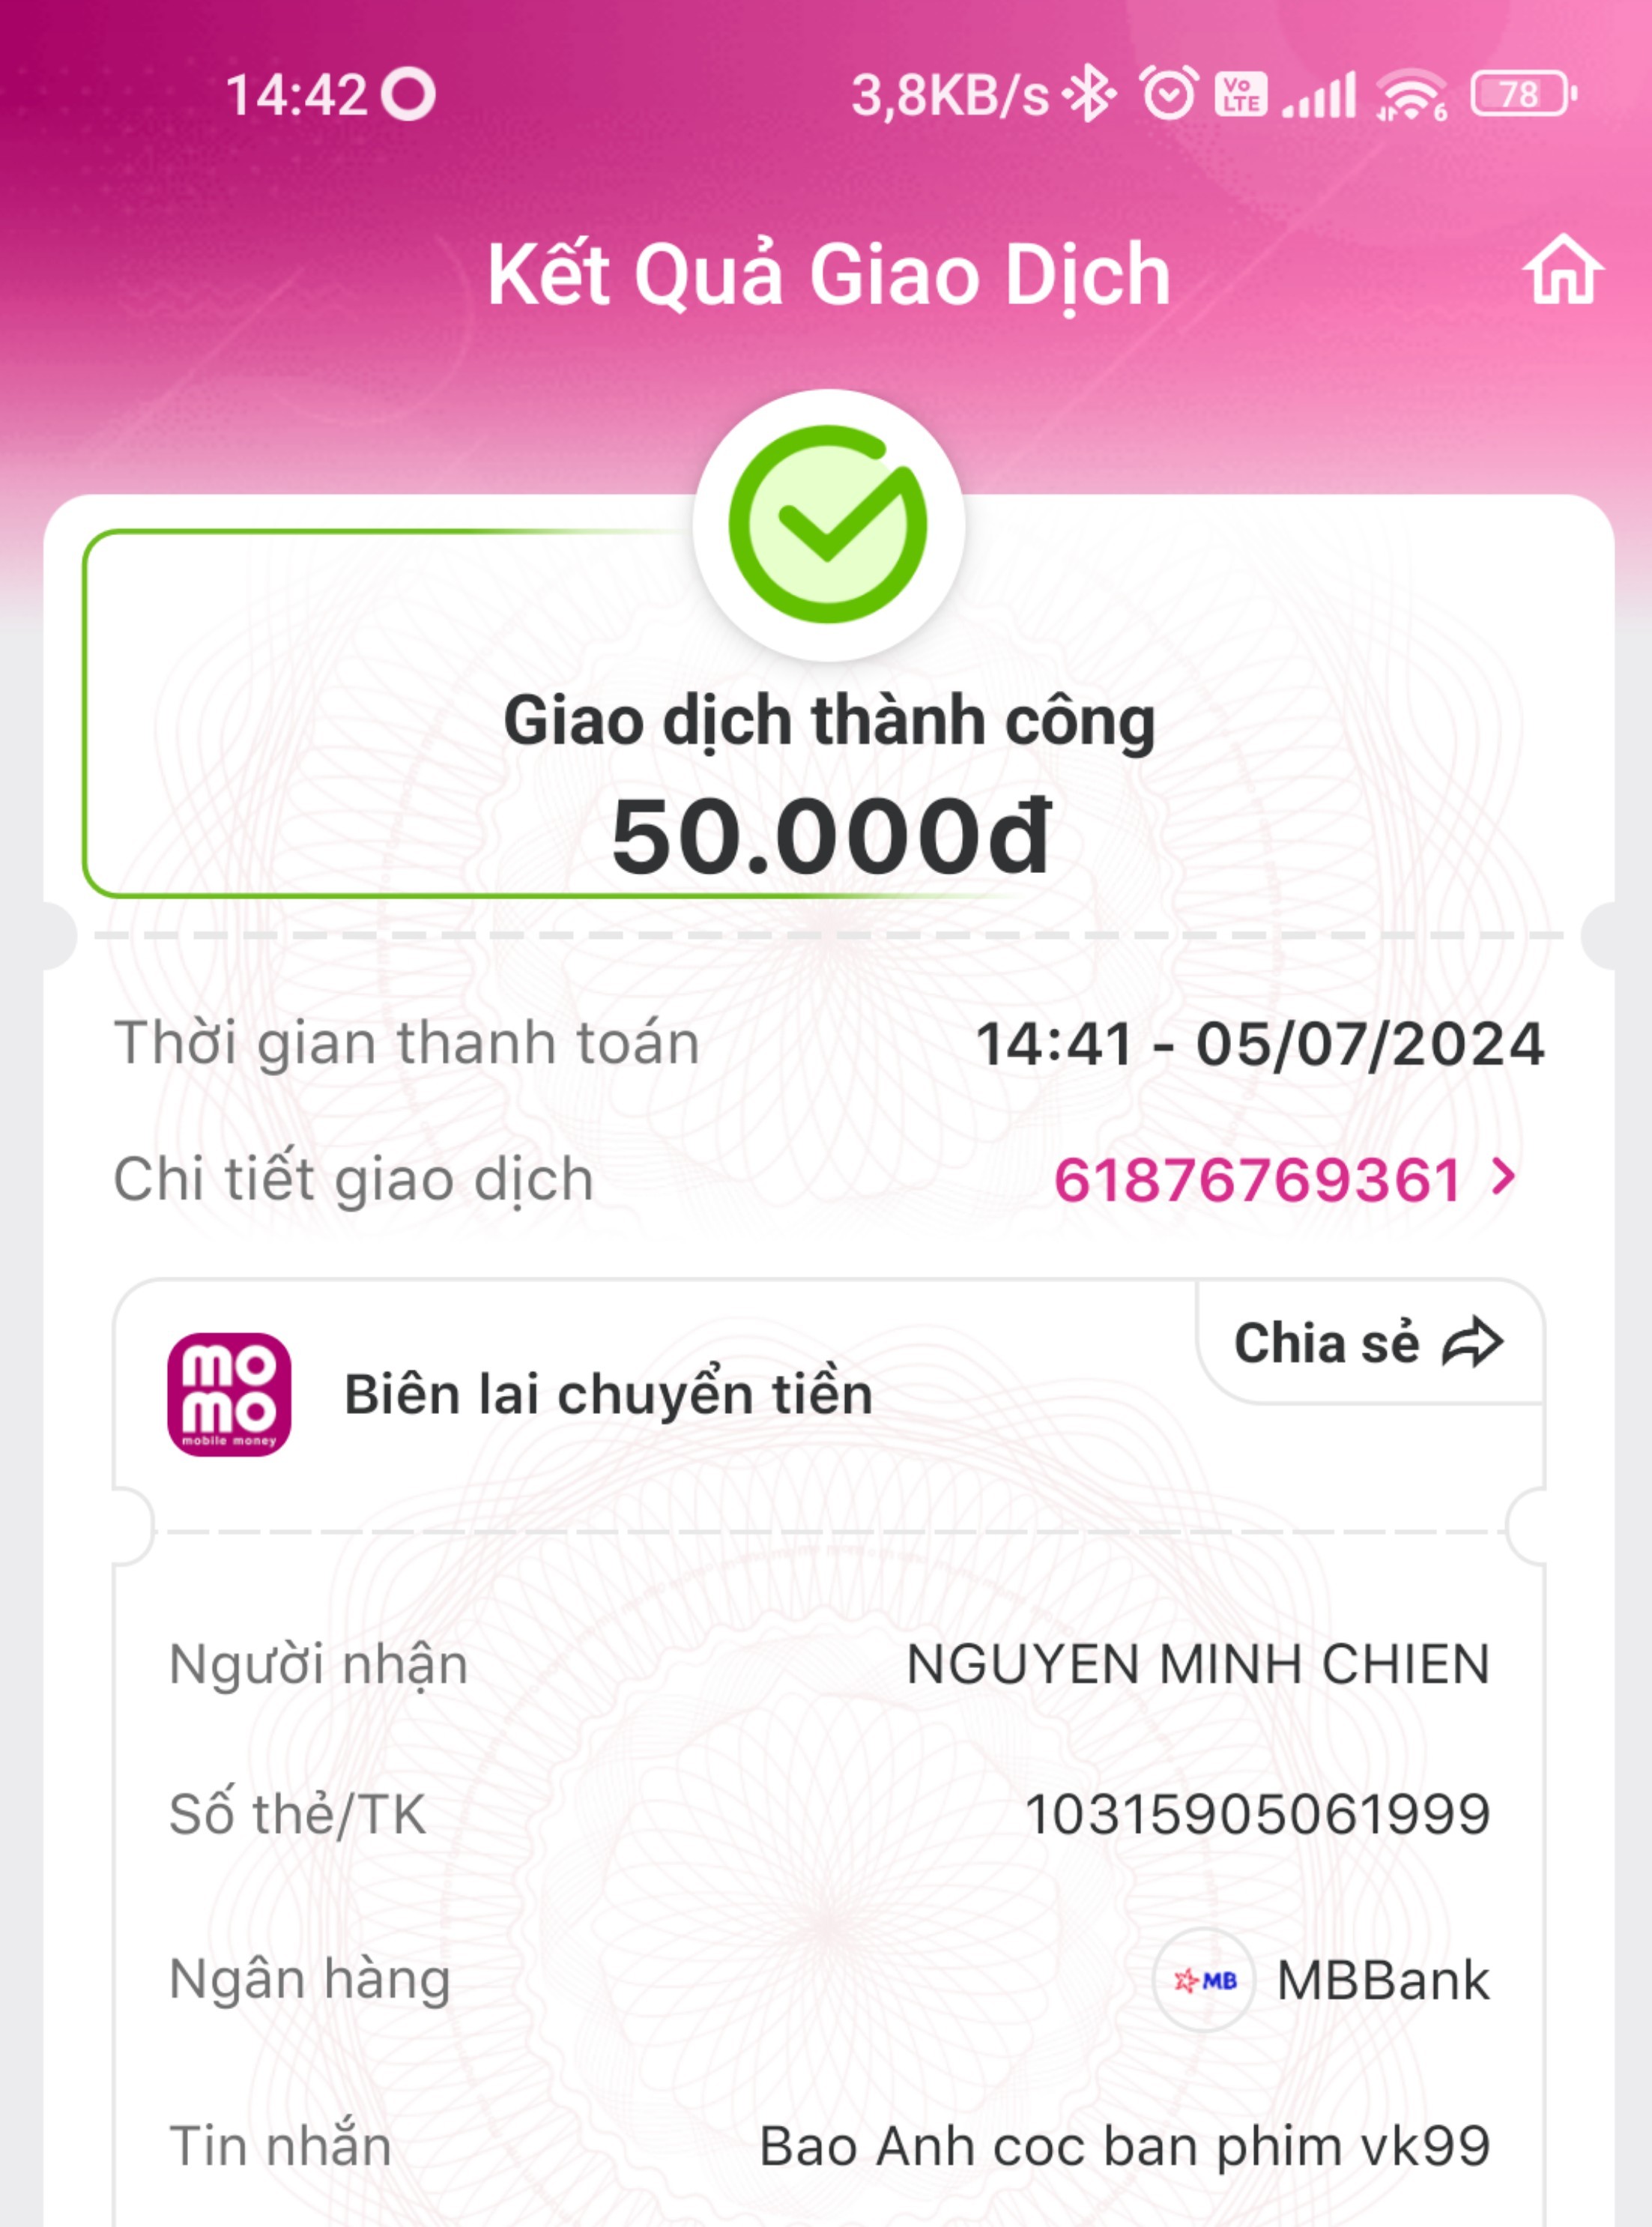 14:42 3,8KB/s Vo LTE 6 78
Kết Quả Giao Dịch
Giao dịch thành công
50.000đ
Thời gian thanh toán 14:41 - 05/07/2024
Chi tiết giao dịch 61876769361
Chia sẻ
mo
mo
mobile money
Biên lai chuyển tiền
Người nhận NGUYEN MINH CHIEN
Số thẻ/TK 10315905061999
Ngân hàng MB MBBank
Tin nhắn Bao Anh coc ban phim vk99